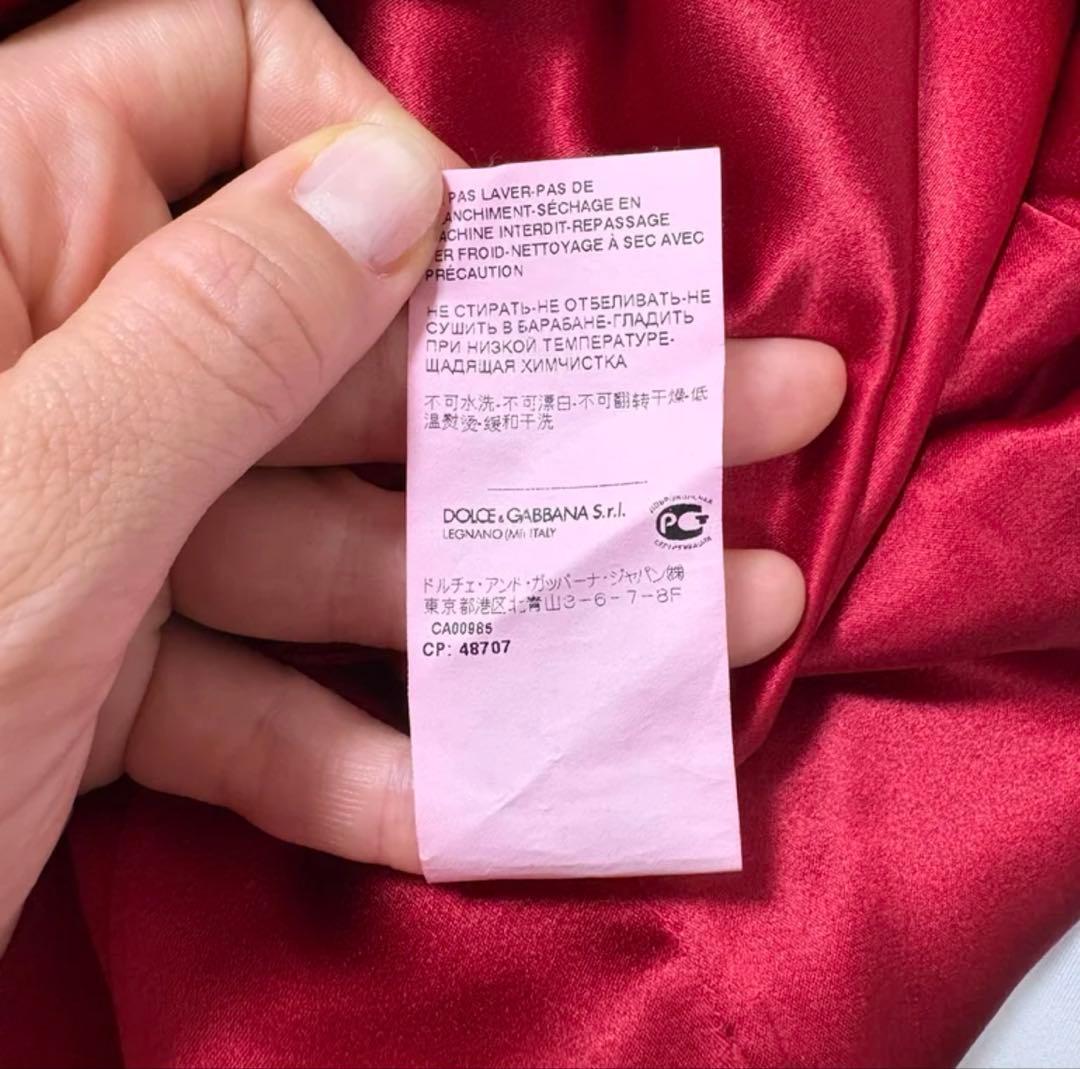 PAS LAVER-PAS DE
ANCHIMENT-SÉCHAGE EN
ACHINE INTERDIT-REPASSAGE
ER FROID-NETTOYAGE À SEC AVEC
PRÉCAUTION
НЕ СТИРАТЬ-НЕ ОТБЕЛИВАТЬ-НЕ
СУШИТЬ В БАРАБАНЕ-ГЛАДИТЬ
ПРИ НИЗКОЙ ТЕМПЕРАТУРЕ-
ЩАДЯЩАЯ ХИМЧИСТКА
不可水洗-不可漂白-不可翻转干燥-低
温熨烫-缓和干洗
DOLCE & GABBANA S.r.l.
LEGNANO (MI) ITALY
ДОБРОВОЛЬНАЯ
РСТ
СЕРТИФИКАЦИЯ
ドルチェ・アンド・ガッバーナ・ジャパン㈱
東京都港区北青山3-6-7-8F
CA00985
CP: 48707